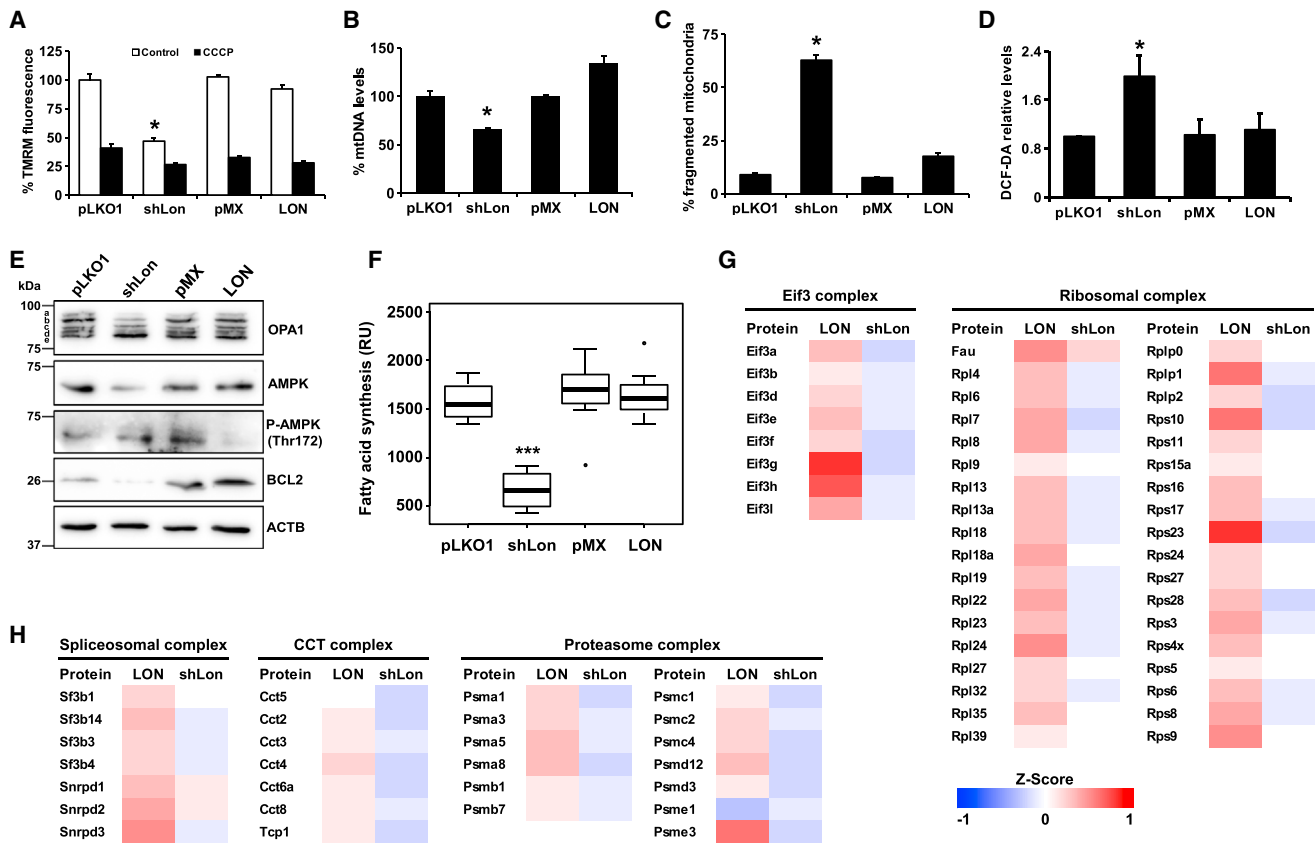 A
Control CCCP
% TMRM fluorescence
125
100
75
50
25
0
*
pLKO1 shLon pMX LON
B
% mtDNA levels
150
100
50
0
*
pLKO1 shLon pMX LON
C
% fragmented mitochondria
75
50
25
0
*
pLKO1 shLon pMX LON
D
DCF-DA relative levels
2.4
1.6
0.8
0
*
pLKO1 shLon pMX LON
E
kDa
pLKO1 shLon pMX LON
100
a
b
c
d
e
75
OPA1
75
AMPK
75
P-AMPK
(Thr172)
26
BCL2
ACTB
37
F
Fatty acid synthesis (RU)
2500
2000
1500
1000
500
***
pLKO1 shLon pMX LON
G
Eif3 complex
Protein LON shLon
Eif3a
Eif3b
Eif3d
Eif3e
Eif3f
Eif3g
Eif3h
Eif3l
Ribosomal complex
Protein LON shLon
Fau
Rpl4
Rpl6
Rpl7
Rpl8
Rpl9
Rpl13
Rpl13a
Rpl18
Rpl18a
Rpl19
Rpl22
Rpl23
Rpl24
Rpl27
Rpl32
Rpl35
Rpl39
Protein LON shLon
Rplp0
Rplp1
Rplp2
Rps10
Rps11
Rps15a
Rps16
Rps17
Rps23
Rps24
Rps27
Rps28
Rps3
Rps4x
Rps5
Rps6
Rps8
Rps9
H
Spliceosomal complex
Protein LON shLon
Sf3b1
Sf3b14
Sf3b3
Sf3b4
Snrpd1
Snrpd2
Snrpd3
CCT complex
Protein LON shLon
Cct5
Cct2
Cct3
Cct4
Cct6a
Cct8
Tcp1
Proteasome complex
Protein LON shLon
Psma1
Psma3
Psma5
Psma8
Psmb1
Psmb7
Protein LON shLon
Psmc1
Psmc2
Psmc4
Psmd12
Psmd3
Psme1
Psme3
Z-Score
-1 0 1